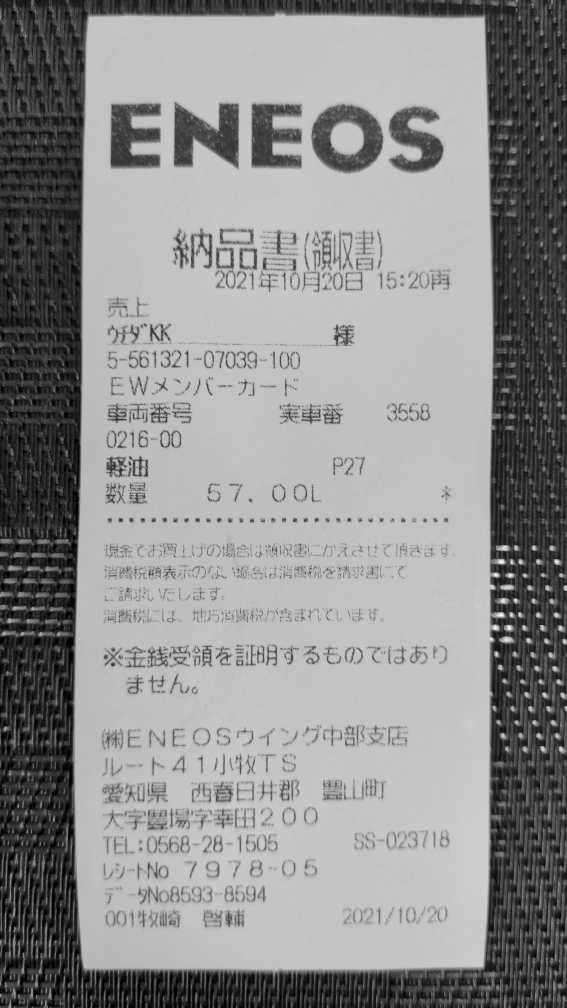 ENEOS
納品書(領収書)
2021年10月20日 15:20再
売上
ウチダKK 様
5-561321-07039-100
EWメンバーカード
車両番号 実車番 3558
0216-00
軽油 P27
数量 57.00L *
現金でお買上げの場合は領収書にかえさせて頂きます。
消費税額表示のない場合は消費税を請求書にて
ご請求いたします。
消費税には、地方消費税が含まれています。
※金銭受領を証明するものではあり
ません。
㈱ENEOSウイング中部支店
ルート41小牧TS
愛知県 西春日井郡 豊山町
大字豊場字幸田200
TEL:0568-28-1505 SS-023718
レシートNo 7978-05
データNo8593-8594
001牧崎 啓輔 2021/10/20